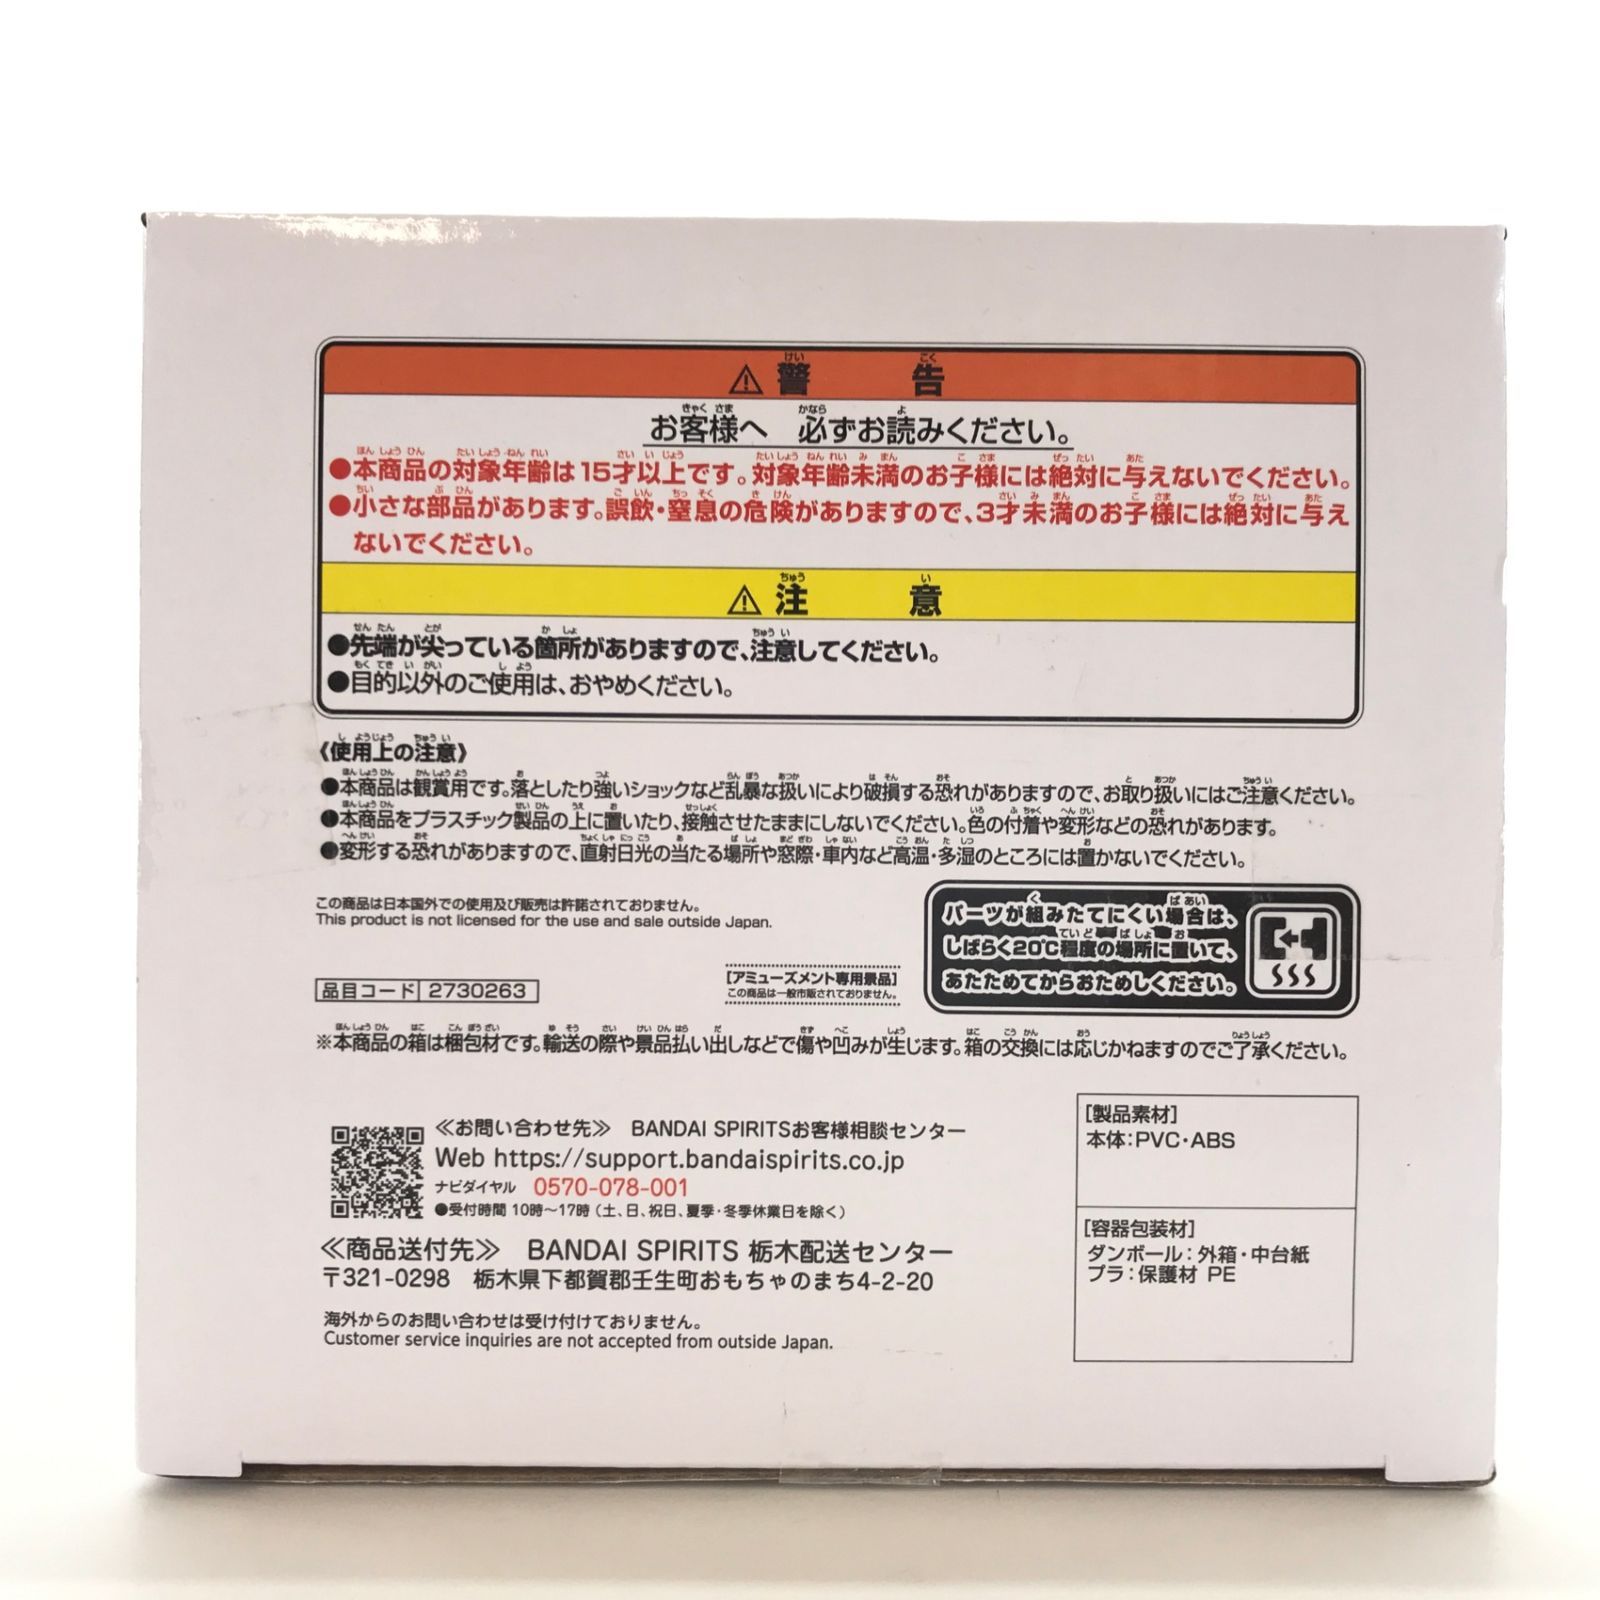 ⚠警告
お客様へ 必ずお読みください。
●本商品の対象年齢は15才以上です。対象年齢未満のお子様には絶対に与えないでください。
●小さな部品があります。誤飲・窒息の危険がありますので、3才未満のお子様には絶対に与え
ないでください。
⚠注意
●先端が尖っている箇所がありますので、注意してください。
●目的以外のご使用は、おやめください。
《使用上の注意》
●本商品は観賞用です。落としたり強いショックなど乱暴な扱いにより破損する恐れがありますので、お取り扱いにはご注意ください。
●本商品をプラスチック製品の上に置いたり、接触させたままにしないでください。色の付着や変形などの恐れがあります。
●変形する恐れがありますので、直射日光の当たる場所や窓際・車内など高温・多湿のところには置かないでください。
この商品は日本国外での使用及び販売は許諾されておりません。
This product is not licensed for the use and sale outside Japan.
パーツが組みたてにくい場合は、
しばらく20℃程度の場所に置いて、
あたためてからおためしください。
品目コード 2730263
[アミューズメント専用景品]
この商品は一般市販されておりません。
※本商品の箱は梱包材です。輸送の際や景品払い出しなどで傷や凹みが生じます。箱の交換には応じかねますのでご了承ください。
≪お問い合わせ先≫ BANDAI SPIRITSお客様相談センター
Web https://support.bandaispirits.co.jp
ナビダイヤル 0570-078-001
●受付時間 10時〜17時（土、日、祝日、夏季・冬季休業日を除く）
≪商品送付先≫ BANDAI SPIRITS 栃木配送センター
〒321-0298 栃木県下都賀郡壬生町おもちゃのまち4-2-20
海外からのお問い合わせは受け付けておりません。
Customer service inquiries are not accepted from outside Japan.
[製品素材]
本体：PVC・ABS
[容器包装材]
ダンボール：外箱・中台紙
プラ：保護材 PE